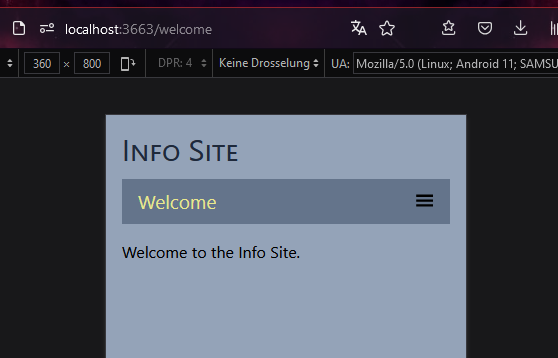 localhost:3663/welcome
360 × 800 DPR: 4 Keine Drosselung UA: Mozilla/5.0 (Linux; Android 11; SAMSU
Info Site
Welcome
Welcome to the Info Site.